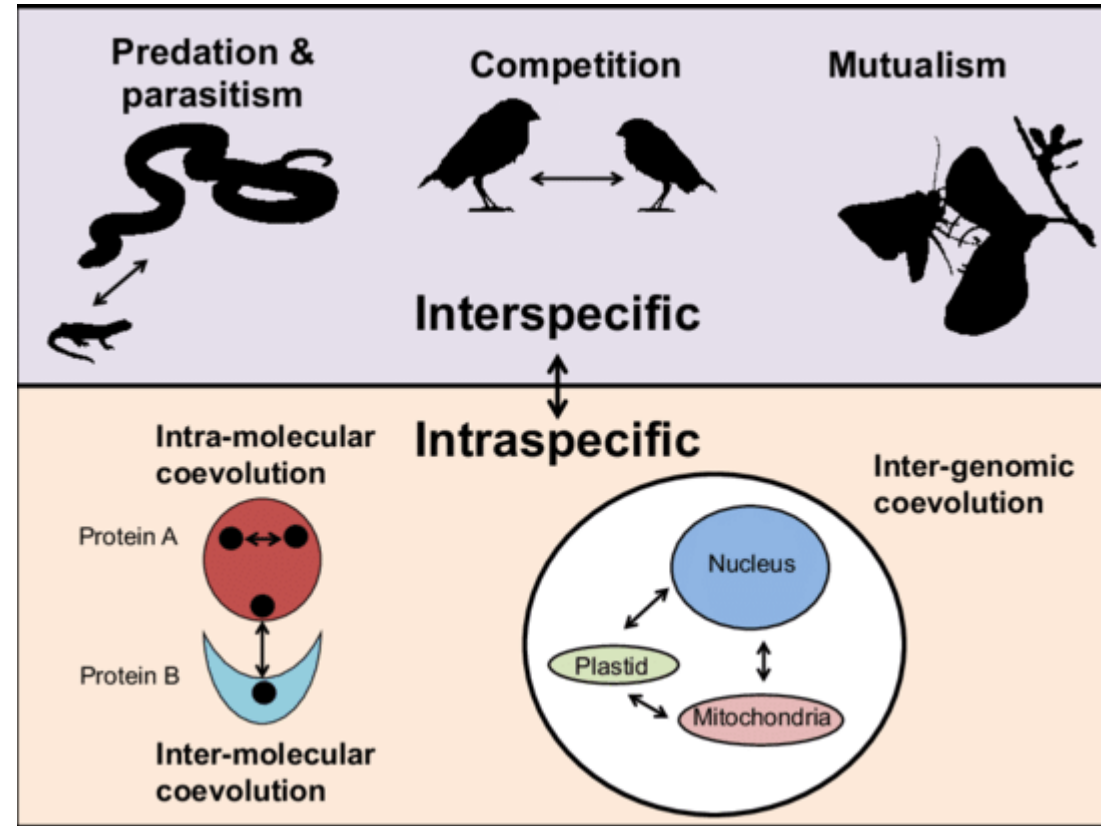 Predation &
parasitism
Competition
Mutualism
Interspecific
Intraspecific
Intra-molecular
coevolution
Protein A
Protein B
Inter-molecular
coevolution
Inter-genomic
coevolution
Nucleus
Plastid
Mitochondria